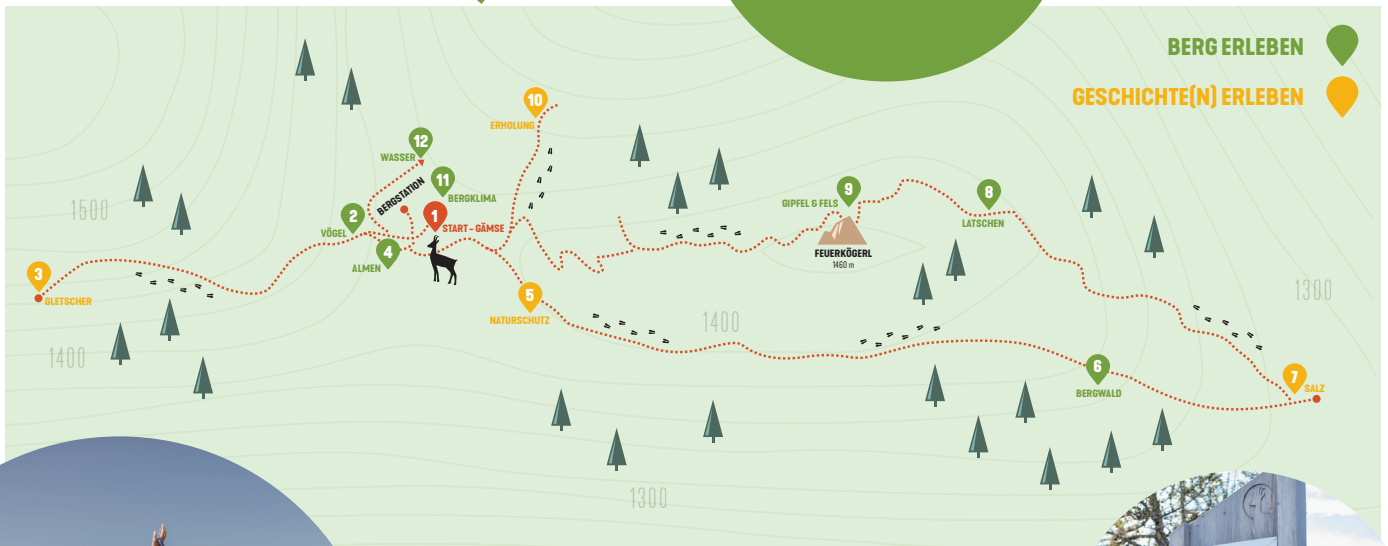 BERG ERLEBEN
GESCHICHTE(N) ERLEBEN
10
ERHOLUNG
12
WASSER
11
BERGKLIMA
BERGSTATION
1
START - GÄMSE
2
VÖGEL
4
ALMEN
3
GLETSCHER
5
NATURSCHUTZ
9
GIPFEL & FELS
FEUERKÖGERL
1460 m
8
LATSCHEN
6
BERGWALD
7
SALZ
1500
1400
1400
1300
1300